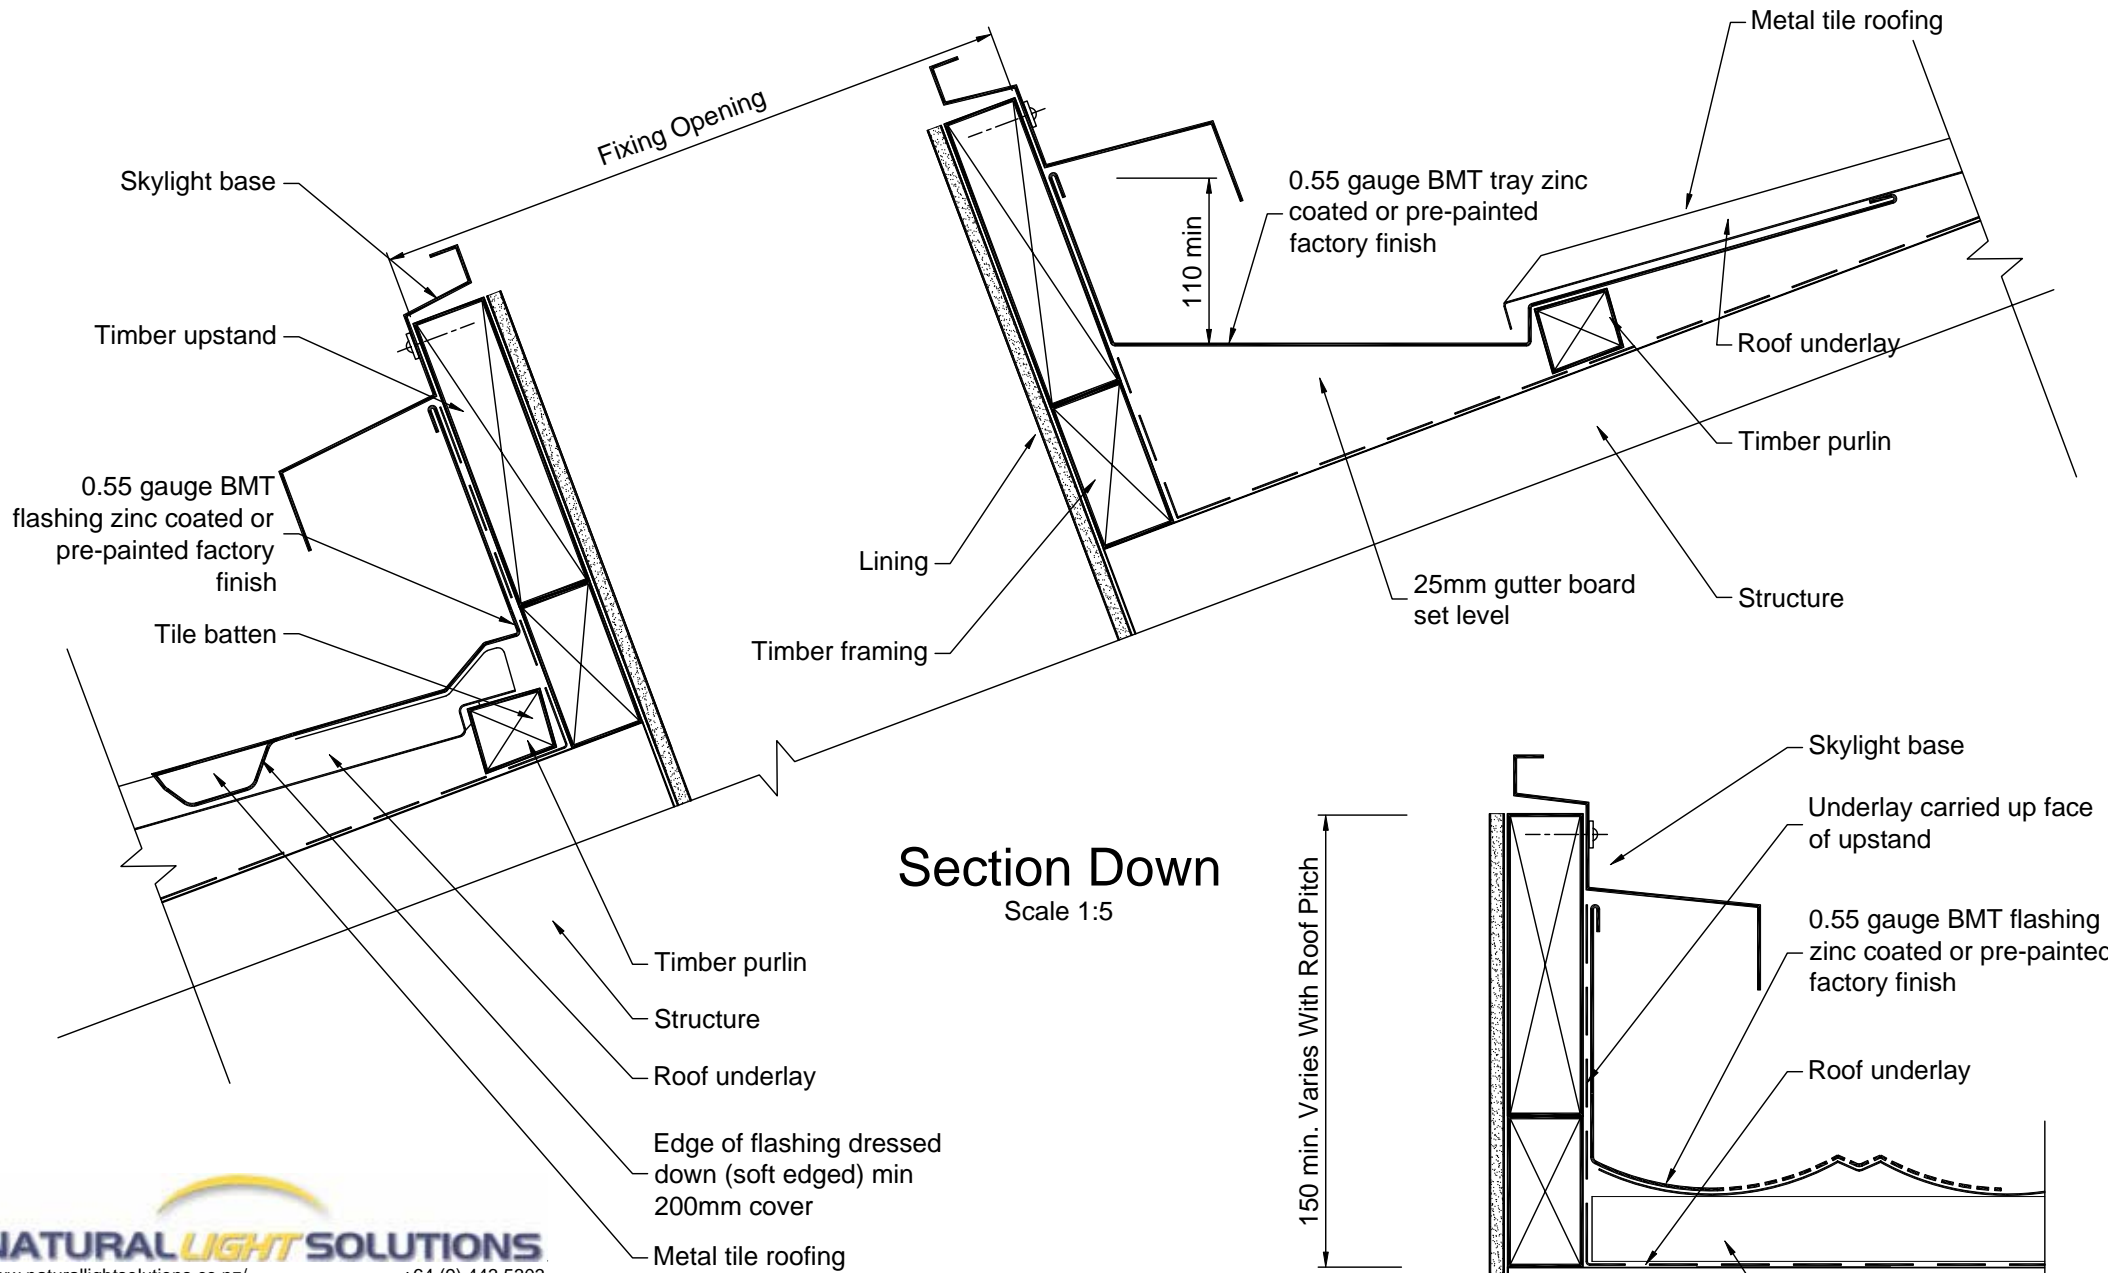 Metal tile roofing
Fixing Opening
Skylight base
0.55 gauge BMT tray zinc
coated or pre-painted
factory finish
110 min
Timber upstand
Roof underlay
Timber purlin
0.55 gauge BMT
flashing zinc coated or
pre-painted factory
finish
Lining
25mm gutter board
set level
Structure
Tile batten
Timber framing
Section Down
Scale 1:5
Skylight base
Underlay carried up face
of upstand
150 min. Varies With Roof Pitch
0.55 gauge BMT flashing
zinc coated or pre-painted
factory finish
Roof underlay
Timber purlin
Structure
Roof underlay
Edge of flashing dressed
down (soft edged) min
200mm cover
Metal tile roofing
NATURAL LIGHT SOLUTIONS